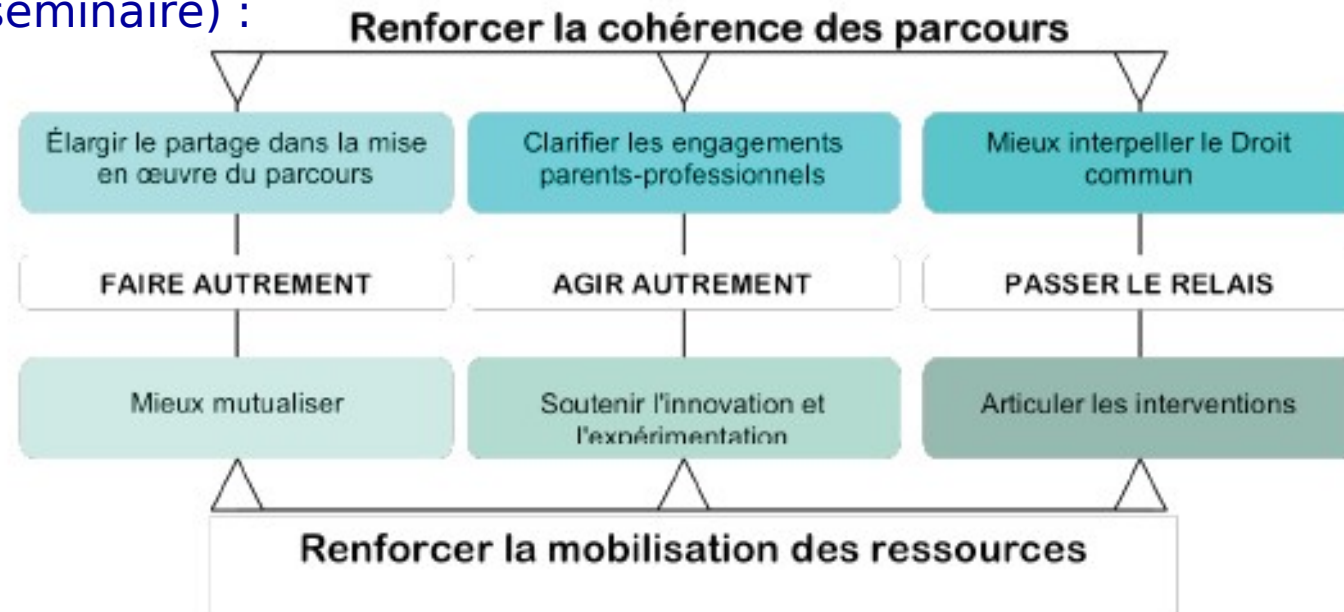 séminaire) :
Renforcer la cohérence des parcours
Élargir le partage dans la mise
en œuvre du parcours
Clarifier les engagements
parents-professionnels
Mieux interpeller le Droit
commun
FAIRE AUTREMENT
AGIR AUTREMENT
PASSER LE RELAIS
Mieux mutualiser
Soutenir l'innovation et
l'expérimentation
Articuler les interventions
Renforcer la mobilisation des ressources